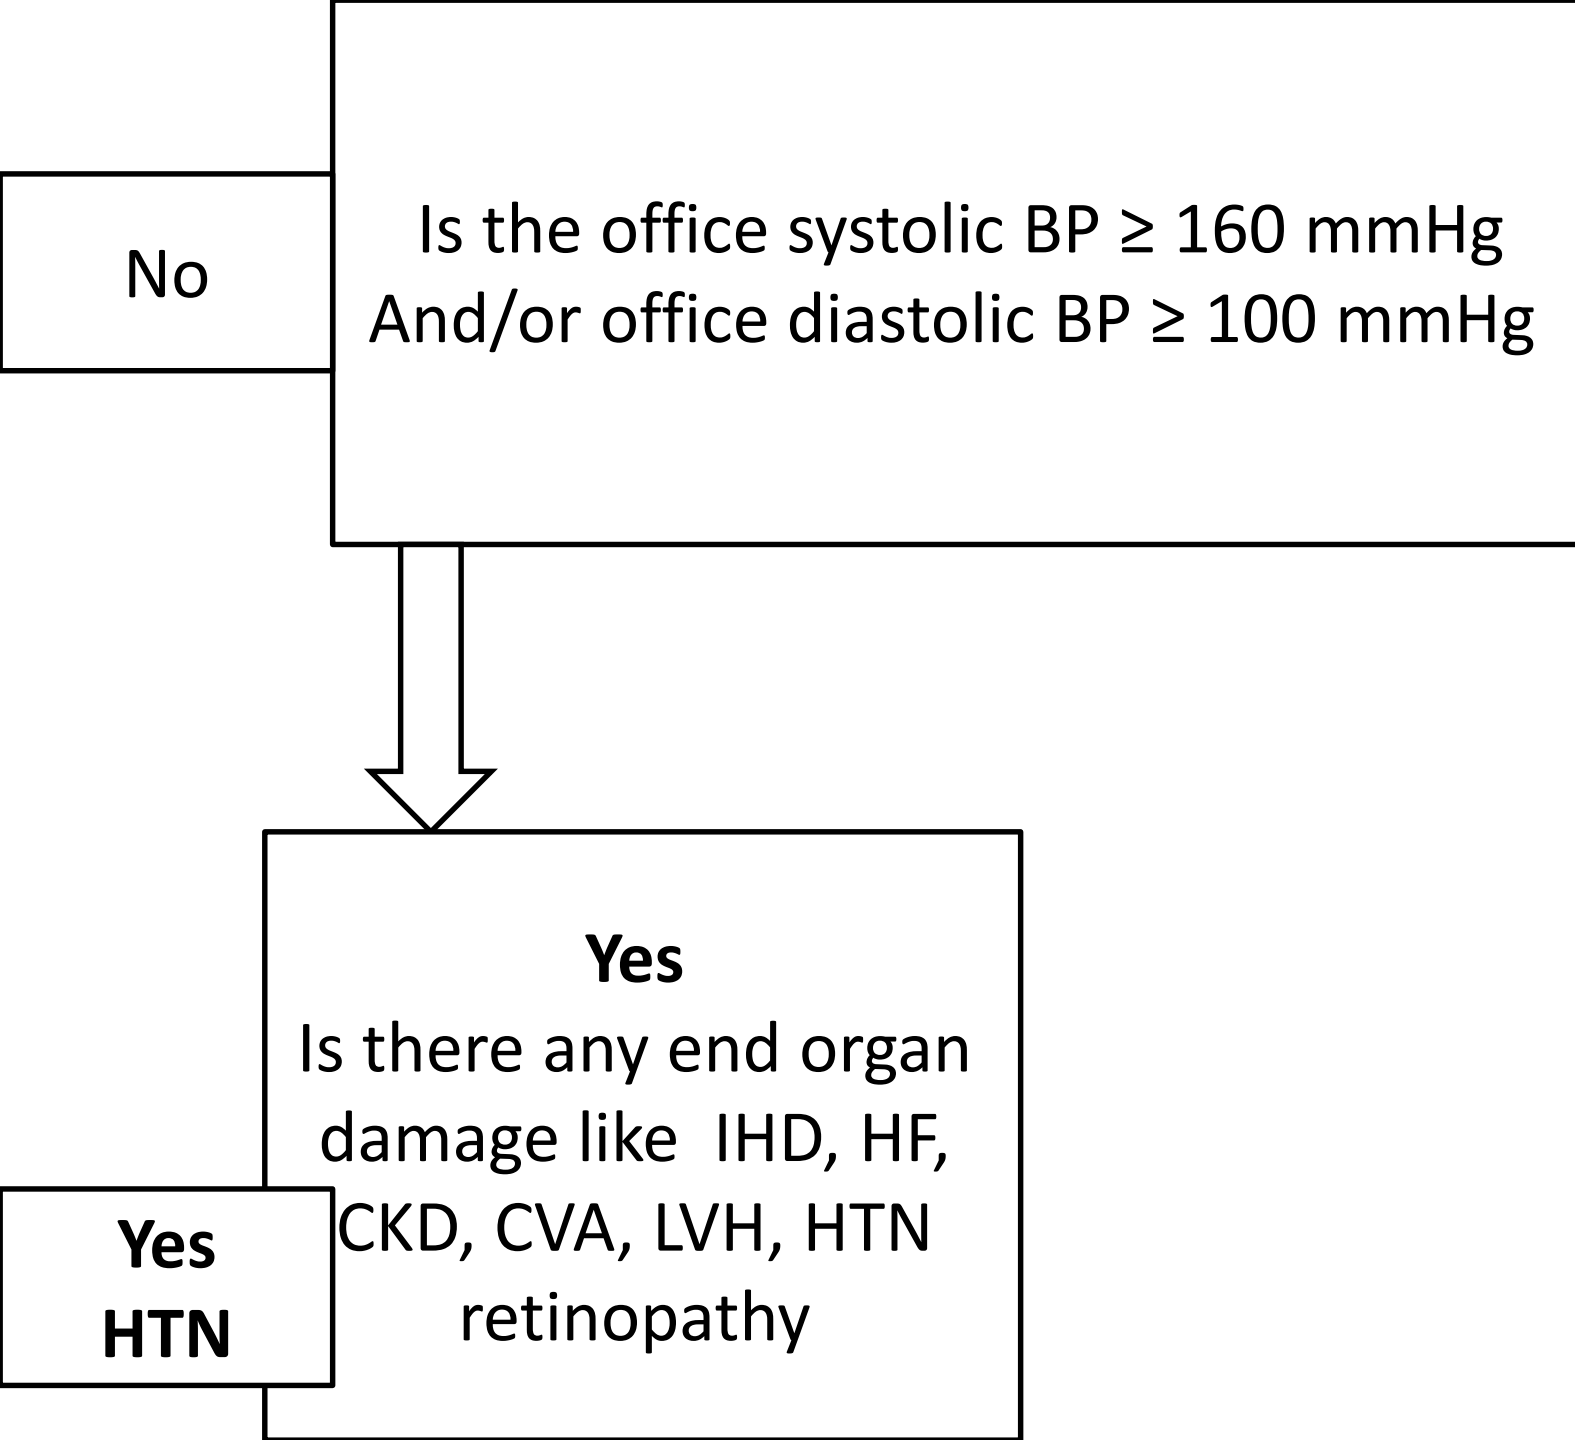 No
Is the office systolic BP ≥ 160 mmHg
And/or office diastolic BP ≥ 100 mmHg
Yes
Is there any end organ
damage like  IHD, HF,
CKD, CVA, LVH, HTN
retinopathy
Yes
HTN